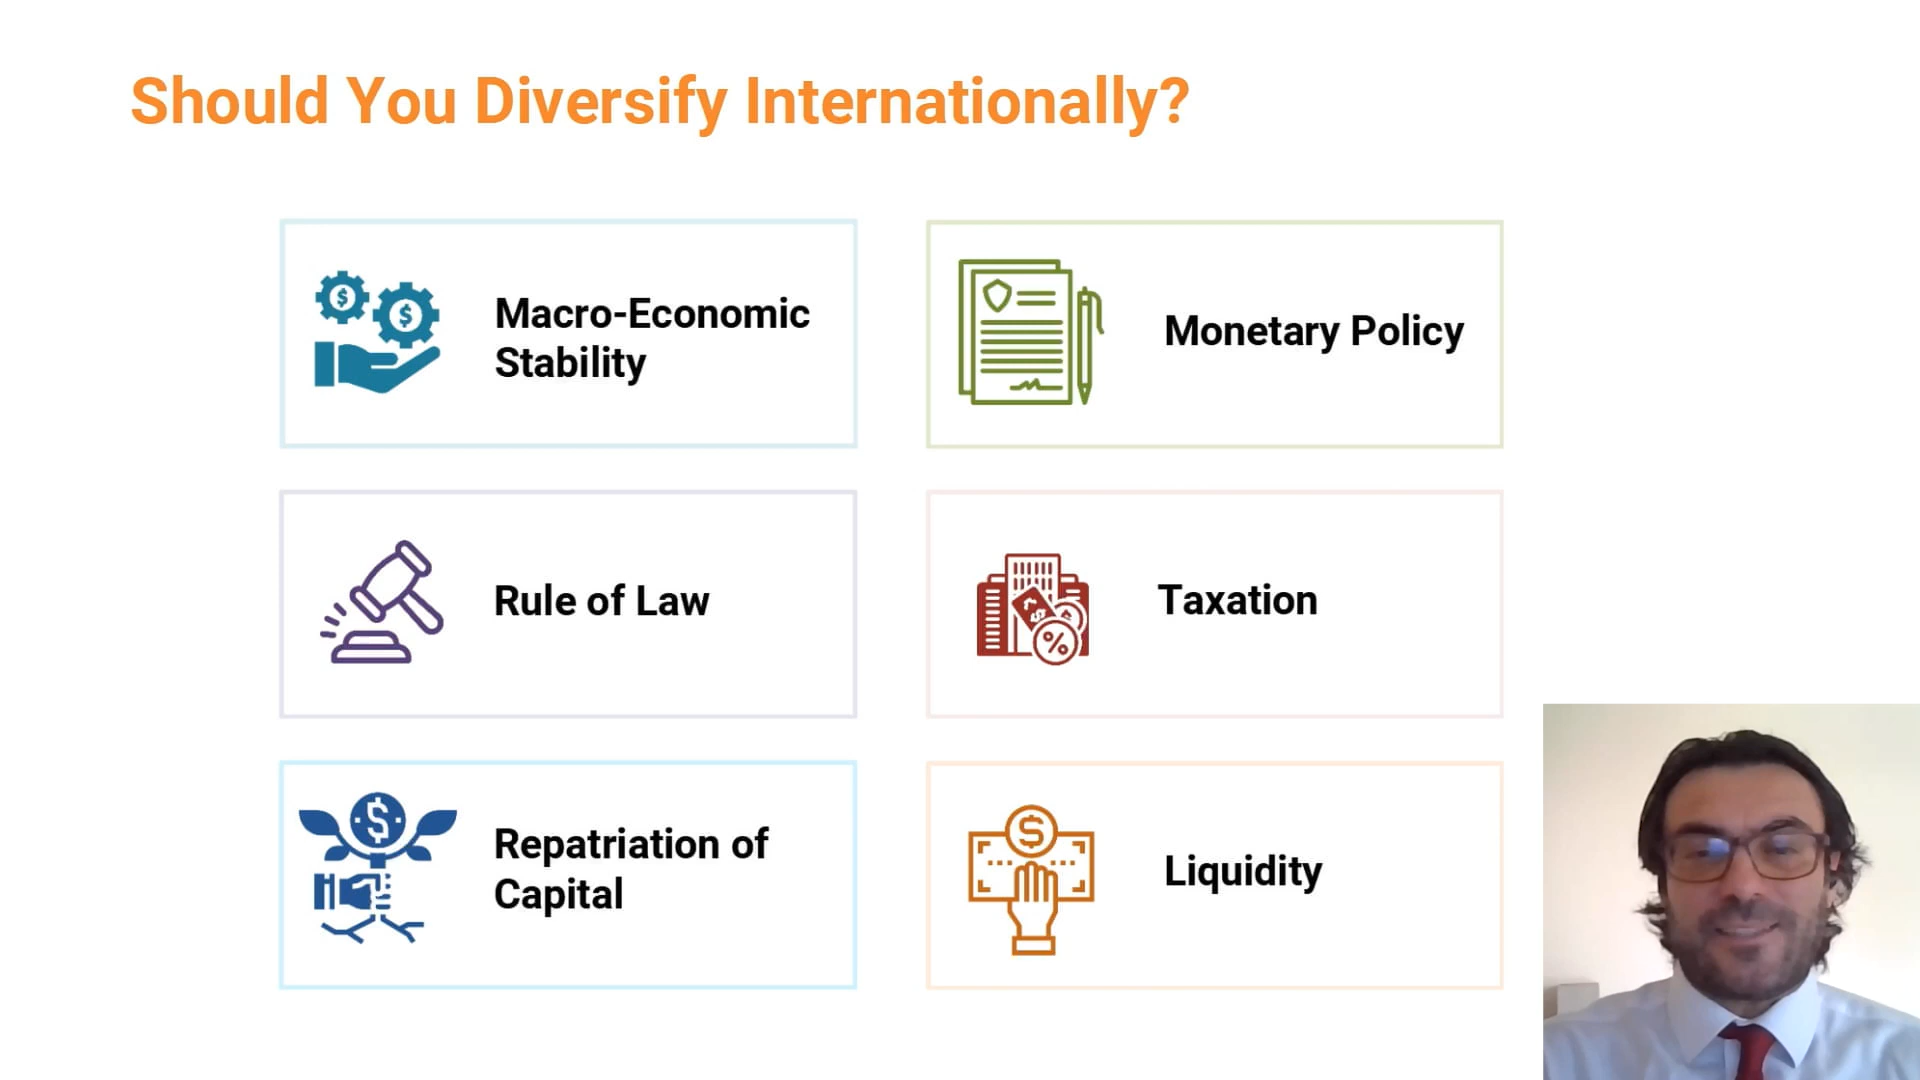 Should You Diversify Internationally?
Macro-Economic
Stability
Monetary Policy
Rule of Law
Taxation
Repatriation of
Capital
Liquidity